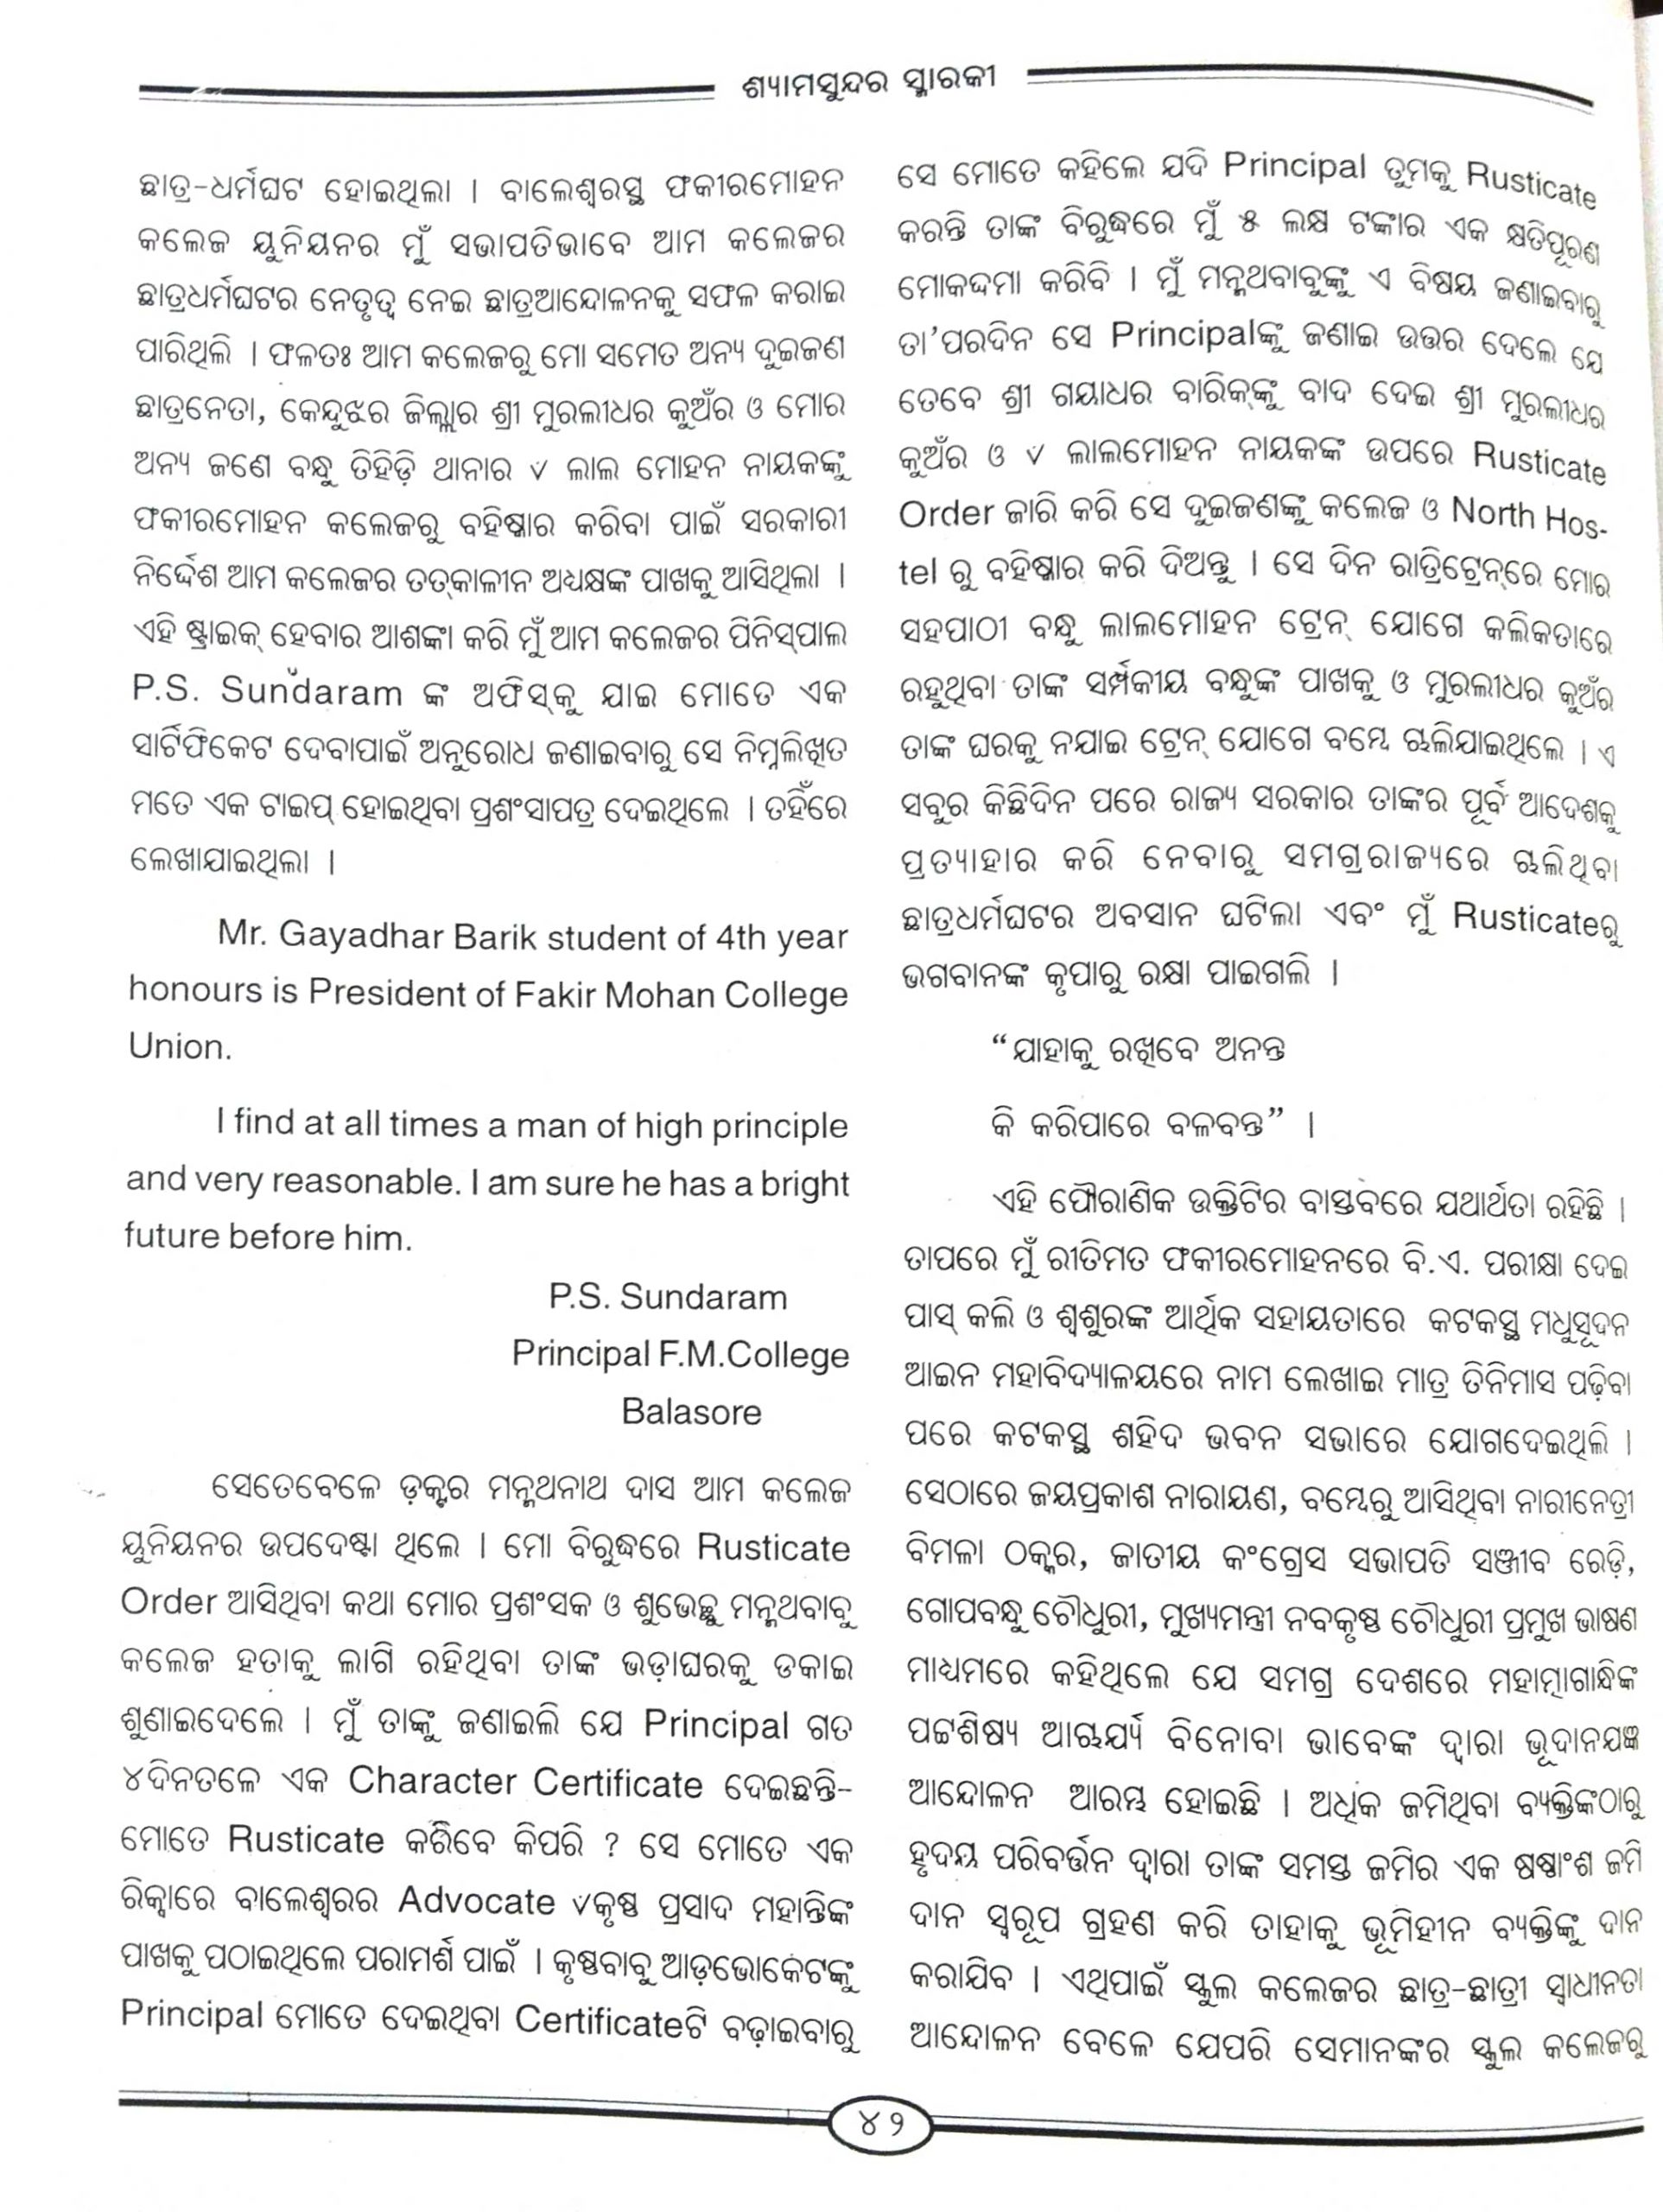 ଶ୍ୟାମସୁନ୍ଦର ସ୍ମାରକୀ
ଛାତ୍ର-ଧର୍ମଘଟ ହୋଇଥିଲା । ବାଲେଶ୍ୱରସ୍ଥ ଫକୀରମୋହନ
କଲେଜ ୟୁନିୟନର ମୁଁ ସଭାପତିଭାବେ ଆମ କଲେଜର
ଛାତ୍ରଧର୍ମଘଟର ନେତୃତ୍ୱ ନେଇ ଛାତ୍ରଆନ୍ଦୋଳନକୁ ସଫଳ କରାଇ
ପାରିଥିଲି । ଫଳତଃ ଆମ କଲେଜରୁ ମୋ ସମେତ ଅନ୍ୟ ଦୁଇଜଣ
ଛାତ୍ରନେତା, କେନ୍ଦୁଝର ଜିଲ୍ଲାର ଶ୍ରୀ ମୁରଲୀଧର କୁଅଁର ଓ ମୋର
ଅନ୍ୟ ଜଣେ ବନ୍ଧୁ ତିହିଡ଼ି ଥାନାର ୰ ଲାଲ ମୋହନ ନାୟକଙ୍କୁ
ଫକୀରମୋହନ କଲେଜରୁ ବହିଷ୍କାର କରିବା ପାଇଁ ସରକାରୀ
ନିର୍ଦ୍ଦେଶ ଆମ କଲେଜର ତତ୍‌କାଳୀନ ଅଧ୍ୟକ୍ଷଙ୍କ ପାଖକୁ ଆସିଥିଲା ।
ଏହି ଷ୍ଟ୍ରାଇକ୍ ହେବାର ଆଶଙ୍କା କରି ମୁଁ ଆମ କଲେଜର ପିନିସ୍‌ପାଲ
P.S. Sundaram ଙ୍କ ଅଫିସ୍‌କୁ ଯାଇ ମୋତେ ଏକ
ସାର୍ଟିଫିକେଟ ଦେବାପାଇଁ ଅନୁରୋଧ ଜଣାଇବାରୁ ସେ ନିମ୍ନଲିଖିତ
ମତେ ଏକ ଟାଇପ୍ ହୋଇଥିବା ପ୍ରଶଂସାପତ୍ର ଦେଇଥିଲେ । ତହିଁରେ
ଲେଖାଯାଇଥିଲା ।
Mr. Gayadhar Barik student of 4th year
honours is President of Fakir Mohan College
Union.
I find at all times a man of high principle
and very reasonable. I am sure he has a bright
future before him.
P.S. Sundaram
Principal F.M.College
Balasore
ସେତେବେଳେ ଡ଼କ୍ଟର ମନ୍ମଥନାଥ ଦାସ ଆମ କଲେଜ
ୟୁନିୟନର ଉପଦେଷ୍ଟା ଥିଲେ । ମୋ ବିରୁଦ୍ଧରେ Rusticate
Order ଆସିଥିବା କଥା ମୋର ପ୍ରଶଂସକ ଓ ଶୁଭେଚ୍ଛୁ ମନ୍ମଥବାବୁ
କଲେଜ ହତାକୁ ଲାଗି ରହିଥିବା ତାଙ୍କ ଭଡ଼ାଘରକୁ ଡକାଇ
ଶୁଣାଇଦେଲେ । ମୁଁ ତାଙ୍କୁ ଜଣାଇଲି ଯେ Principal ଗତ
୪ଦିନତଳେ ଏକ Character Certificate ଦେଇଛନ୍ତି-
ମୋତେ Rusticate କରିବେ କିପରି ? ସେ ମୋତେ ଏକ
ରିକ୍ସାରେ ବାଲେଶ୍ୱରର Advocate ୰କୃଷ୍ଣ ପ୍ରସାଦ ମହାନ୍ତିଙ୍କ
ପାଖକୁ ପଠାଇଥିଲେ ପରାମର୍ଶ ପାଇଁ । କୃଷ୍ଣବାବୁ ଆଡ଼ଭୋକେଟଙ୍କୁ
Principal ମୋତେ ଦେଇଥିବା Certificateଟି ବଢ଼ାଇବାରୁ
ସେ ମୋତେ କହିଲେ ଯଦି Principal ତୁମକୁ Rusticate
କରନ୍ତି ତାଙ୍କ ବିରୁଦ୍ଧରେ ମୁଁ ୫ ଲକ୍ଷ ଟଙ୍କାର ଏକ କ୍ଷତିପୂରଣ
ମୋକଦ୍ଦମା କରିବି । ମୁଁ ମନ୍ମଥବାବୁଙ୍କୁ ଏ ବିଷୟ ଜଣାଇବାରୁ
ତା'ପରଦିନ ସେ Principalଙ୍କୁ ଜଣାଇ ଉତ୍ତର ଦେଲେ ଯେ
ତେବେ ଶ୍ରୀ ଗୟାଧର ବାରିକ୍‌ଙ୍କୁ ବାଦ ଦେଇ ଶ୍ରୀ ମୁରଲୀଧର
କୁଅଁର ଓ ୰ ଲାଲମୋହନ ନାୟକଙ୍କ ଉପରେ Rusticate
Order ଜାରି କରି ସେ ଦୁଇଜଣଙ୍କୁ କଲେଜ ଓ North Hos-
tel ରୁ ବହିଷ୍କାର କରି ଦିଅନ୍ତୁ । ସେ ଦିନ ରାତ୍ରିଟ୍ରେନ୍‌ରେ ମୋର
ସହପାଠୀ ବନ୍ଧୁ ଲାଲମୋହନ ଟ୍ରେନ୍ ଯୋଗେ କଲିକତାରେ
ରହୁଥିବା ତାଙ୍କ ସର୍ମ୍ପକୀୟ ବନ୍ଧୁଙ୍କ ପାଖକୁ ଓ ମୁରଲୀଧର କୁଅଁର
ତାଙ୍କ ଘରକୁ ନଯାଇ ଟ୍ରେନ୍ ଯୋଗେ ବମ୍ବେ ଚାଲିଯାଇଥିଲେ । ଏ
ସବୁର କିଛିଦିନ ପରେ ରାଜ୍ୟ ସରକାର ତାଙ୍କର ପୂର୍ବ ଆଦେଶକୁ
ପ୍ରତ୍ୟାହାର କରି ନେବାରୁ ସମଗ୍ରରାଜ୍ୟରେ ଚାଲିଥିବା
ଛାତ୍ରଧର୍ମଘଟର ଅବସାନ ଘଟିଲା ଏବଂ ମୁଁ Rusticateରୁ
ଭଗବାନଙ୍କ କୃପାରୁ ରକ୍ଷା ପାଇଗଲି ।
“ଯାହାକୁ ରଖିବେ ଅନନ୍ତ
କି କରିପାରେ ବଳବନ୍ତ” ।
ଏହି ପୌରାଣିକ ଉକ୍ତିଟିର ବାସ୍ତବରେ ଯଥାର୍ଥତା ରହିଛି ।
ତାପରେ ମୁଁ ରୀତିମତ ଫକୀରମୋହନରେ ବି.ଏ. ପରୀକ୍ଷା ଦେଇ
ପାସ୍ କଲି ଓ ଶ୍ୱଶୁରଙ୍କ ଆର୍ଥିକ ସହାୟତାରେ କଟକସ୍ଥ ମଧୁସୂଦନ
ଆଇନ ମହାବିଦ୍ୟାଳୟରେ ନାମ ଲେଖାଇ ମାତ୍ର ତିନିମାସ ପଢ଼ିବା
ପରେ କଟକସ୍ଥ ଶହିଦ ଭବନ ସଭାରେ ଯୋଗଦେଇଥିଲି ।
ସେଠାରେ ଜୟପ୍ରକାଶ ନାରାୟଣ, ବମ୍ବେରୁ ଆସିଥିବା ନାରୀନେତ୍ରୀ
ବିମଳା ଠକ୍କର, ଜାତୀୟ କଂଗ୍ରେସ ସଭାପତି ସଞ୍ଜୀବ ରେଡ଼ି,
ଗୋପବନ୍ଧୁ ଚୌଧୁରୀ, ମୁଖ୍ୟମନ୍ତ୍ରୀ ନବକୃଷ୍ଣ ଚୌଧୁରୀ ପ୍ରମୁଖ ଭାଷଣ
ମାଧ୍ୟମରେ କହିଥିଲେ ଯେ ସମଗ୍ର ଦେଶରେ ମହାତ୍ମାଗାନ୍ଧିଙ୍କ
ପଟ୍ଟଶିଷ୍ୟ ଆଚାର୍ଯ୍ୟ ବିନୋବା ଭାବେଙ୍କ ଦ୍ୱାରା ଭୂଦାନଯଜ୍ଞ
ଆନ୍ଦୋଳନ ଆରମ୍ଭ ହୋଇଛି । ଅଧିକ ଜମିଥିବା ବ୍ୟକ୍ତିଙ୍କଠାରୁ
ହୃଦୟ ପରିବର୍ତ୍ତନ ଦ୍ୱାରା ତାଙ୍କ ସମସ୍ତ ଜମିର ଏକ ଷଷ୍ଠାଂଶ ଜମି
ଦାନ ସ୍ୱରୂପ ଗ୍ରହଣ କରି ତାହାକୁ ଭୂମିହୀନ ବ୍ୟକ୍ତିଙ୍କୁ ଦାନ
କରାଯିବ । ଏଥିପାଇଁ ସ୍କୁଲ କଲେଜର ଛାତ୍ର-ଛାତ୍ରୀ ସ୍ୱାଧୀନତା
ଆନ୍ଦୋଳନ ବେଳେ ଯେପରି ସେମାନଙ୍କର ସ୍କୁଲ କଲେଜରୁ
୪୨